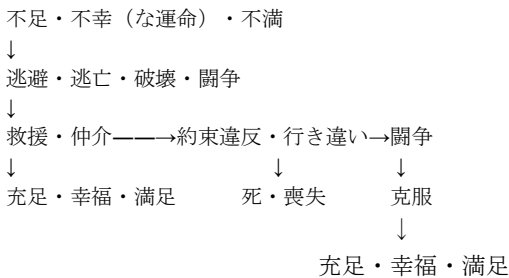 不足・不幸（な運命）・不満
↓
逃避・逃亡・破壊・闘争
↓
救援・仲介——→約束違反・行き違い→闘争
↓ ↓ ↓
充足・幸福・満足 死・喪失 克服
↓
充足・幸福・満足